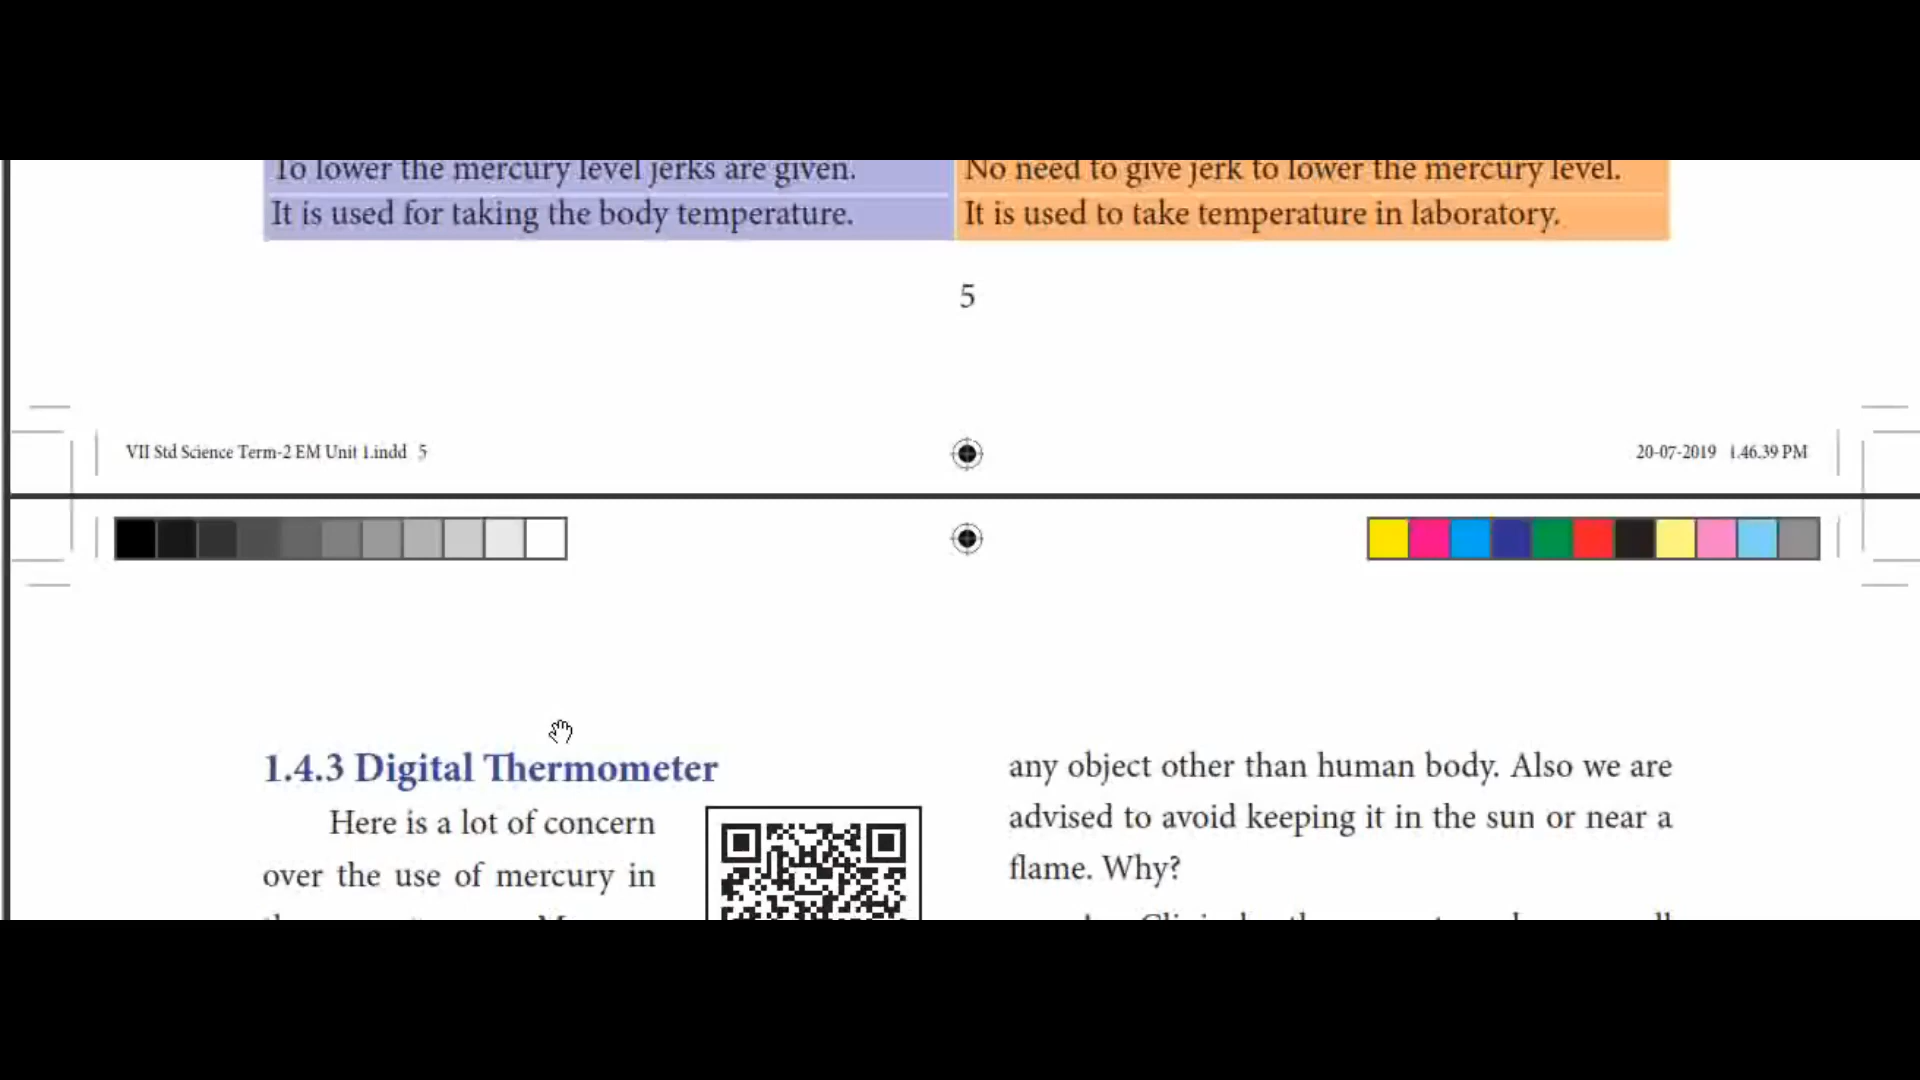 To lower the mercury level jerks are given.
No need to give jerk to lower the mercury level.
It is used for taking the body temperature.
It is used to take temperature in laboratory.
5
VII Std Science Term-2 EM Unit 1.indd 5
20-07-2019 1.46.39 PM
1.4.3 Digital Thermometer
Here is a lot of concern
over the use of mercury in
any object other than human body. Also we are
advised to avoid keeping it in the sun or near a
flame. Why?